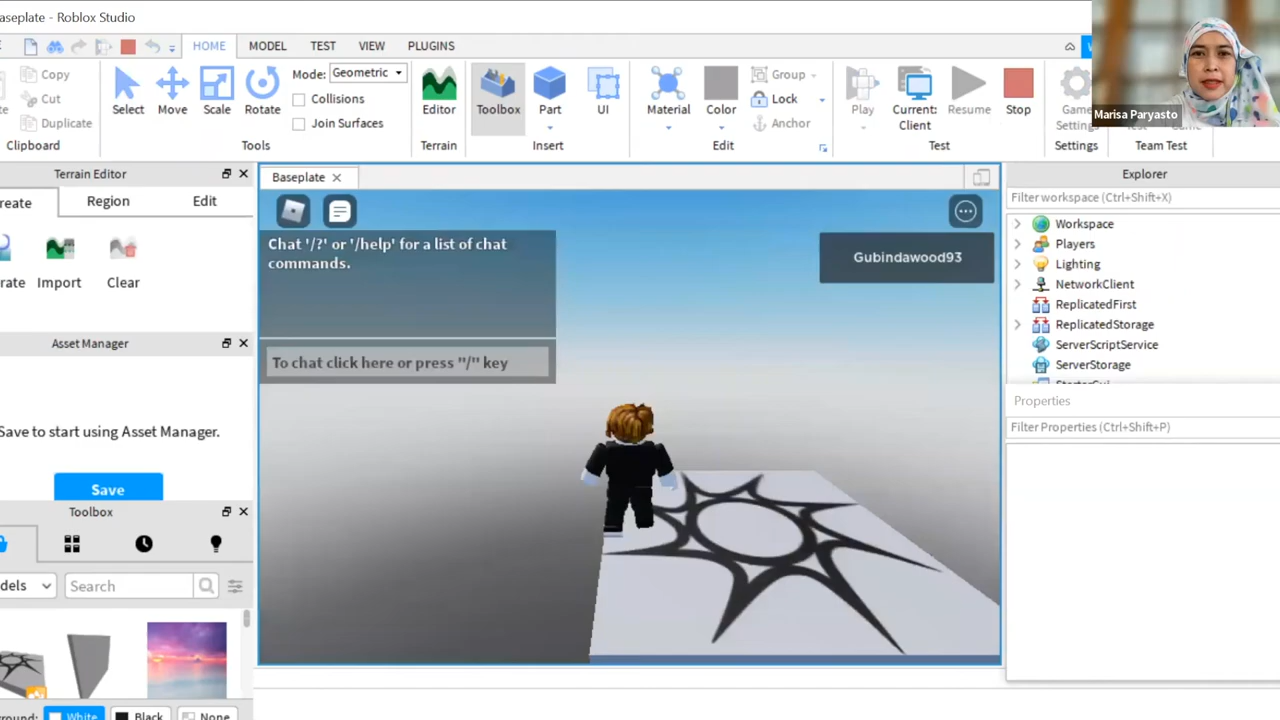 aseplate - Roblox Studio
HOME MODEL TEST VIEW PLUGINS
Copy
Cut
Duplicate
Clipboard
Select
Move
Scale
Rotate
Mode: Geometric
Collisions
Join Surfaces
Tools
Editor
Terrain
Toolbox
Part
UI
Insert
Material
Color
Group
Lock
Anchor
Edit
Play
Current:
Client
Resume
Stop
Test
Game
Settings
Settings
Team Test
Marisa Paryasto
Terrain Editor
reate Region Edit
rate Import Clear
Asset Manager
Save to start using Asset Manager.
Save
Toolbox
dels Search
White Black None
Baseplate
Chat '/?' or '/help' for a list of chat
commands.
To chat click here or press "/" key
Gubindawood93
Explorer
Filter workspace (Ctrl+Shift+X)
Workspace
Players
Lighting
NetworkClient
ReplicatedFirst
ReplicatedStorage
ServerScriptService
ServerStorage
StarterGui
Properties
Filter Properties (Ctrl+Shift+P)